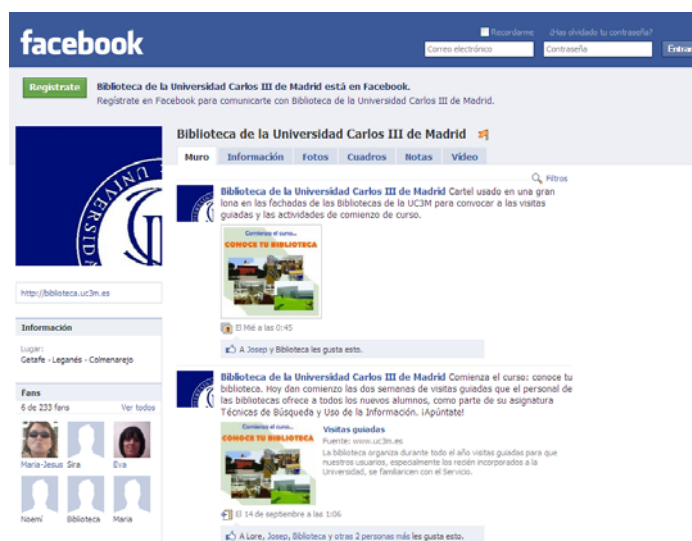 facebook
Recordarme
¿Has olvidado tu contraseña?
Correo electrónico
Contraseña
Entrar
Regístrate
Biblioteca de la Universidad Carlos III de Madrid está en Facebook.
Regístrate en Facebook para comunicarte con Biblioteca de la Universidad Carlos III de Madrid.
Biblioteca de la Universidad Carlos III de Madrid
Muro Información Fotos Cuadros Notas Vídeo
Filtros
UNIVERSID
http://biblioteca.uc3m.es
Información
Lugar:
Getafe - Leganés - Colmenarejo
Fans
6 de 233 fans Ver todos
Maria-Jesus Sira Eva
Noemí Biblioteca Maria
Biblioteca de la Universidad Carlos III de Madrid Cartel usado en una gran
lona en las fachadas de las Bibliotecas de la UC3M para convocar a las visitas
guiadas y las actividades de comienzo de curso.
Comienza el curso...
CONOCE TU BIBLIOTECA
El Mié a las 0:45
A Josep y Biblioteca les gusta esto.
Biblioteca de la Universidad Carlos III de Madrid Comienza el curso: conoce tu
biblioteca. Hoy dan comienzo las dos semanas de visitas guiadas que el personal de
las bibliotecas ofrece a todos los nuevos alumnos, como parte de su asignatura
Técnicas de Búsqueda y Uso de la Información. ¡Apúntate!
Comienza el curso...
CONOCE TU BIBLIOTECA
Visitas guiadas
Fuente: www.uc3m.es
La biblioteca organiza durante todo el año visitas guiadas para que
nuestros usuarios, especialmente los recién incorporados a la
Universidad, se familiaricen con el Servicio.
El 14 de septiembre a las 1:06
A Lore, Josep, Biblioteca y otras 2 personas más les gusta esto.